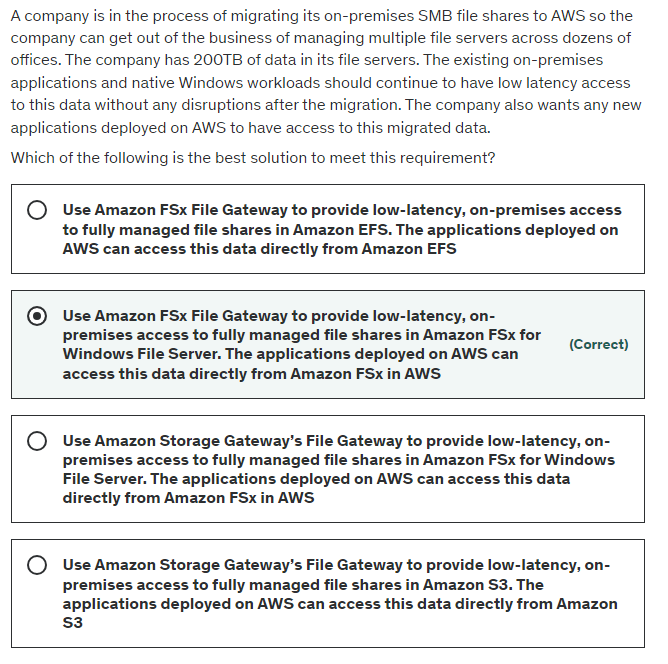 A company is in the process of migrating its on-premises SMB file shares to AWS so the
company can get out of the business of managing multiple file servers across dozens of
offices. The company has 200TB of data in its file servers. The existing on-premises
applications and native Windows workloads should continue to have low latency access
to this data without any disruptions after the migration. The company also wants any new
applications deployed on AWS to have access to this migrated data.
Which of the following is the best solution to meet this requirement?
Use Amazon FSx File Gateway to provide low-latency, on-premises access
to fully managed file shares in Amazon EFS. The applications deployed on
AWS can access this data directly from Amazon EFS
Use Amazon FSx File Gateway to provide low-latency, on-
premises access to fully managed file shares in Amazon FSx for
Windows File Server. The applications deployed on AWS can
access this data directly from Amazon FSx in AWS
(Correct)
Use Amazon Storage Gateway’s File Gateway to provide low-latency, on-
premises access to fully managed file shares in Amazon FSx for Windows
File Server. The applications deployed on AWS can access this data
directly from Amazon FSx in AWS
Use Amazon Storage Gateway’s File Gateway to provide low-latency, on-
premises access to fully managed file shares in Amazon S3. The
applications deployed on AWS can access this data directly from Amazon
S3